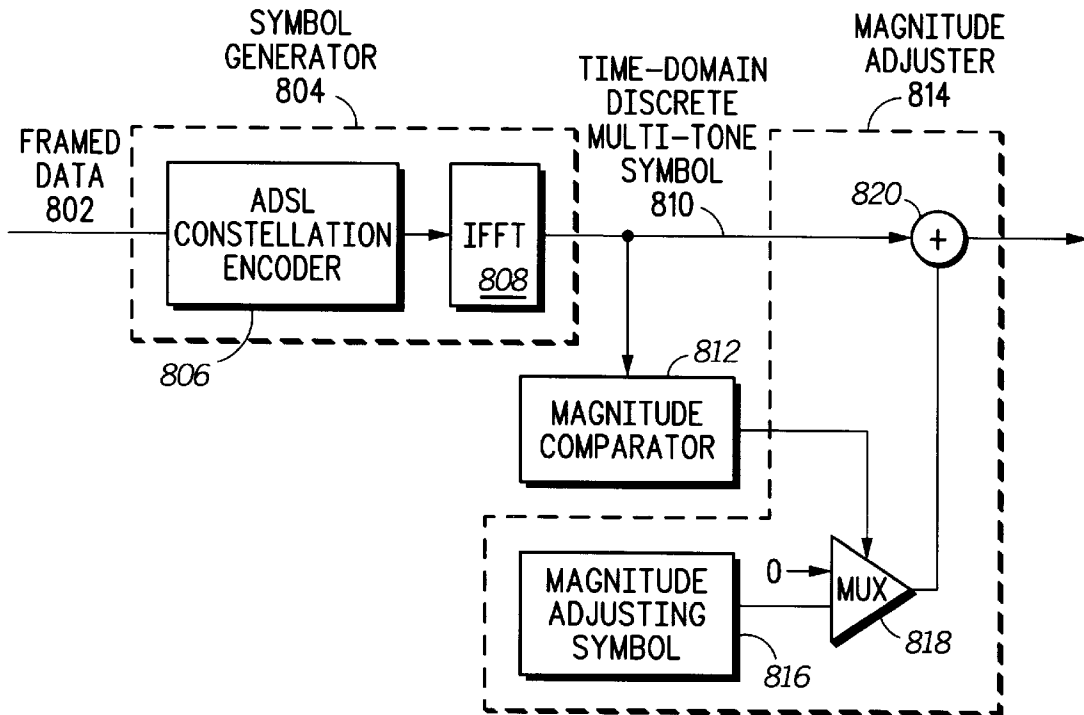 SYMBOL
GENERATOR
804
MAGNITUDE
ADJUSTER
814
TIME-DOMAIN
DISCRETE
MULTI-TONE
SYMBOL
810
FRAMED
DATA
802
ADSL
CONSTELLATION
ENCODER
806
IFFT
808
820
+
812
MAGNITUDE
COMPARATOR
0
MUX
818
MAGNITUDE
ADJUSTING
SYMBOL
816